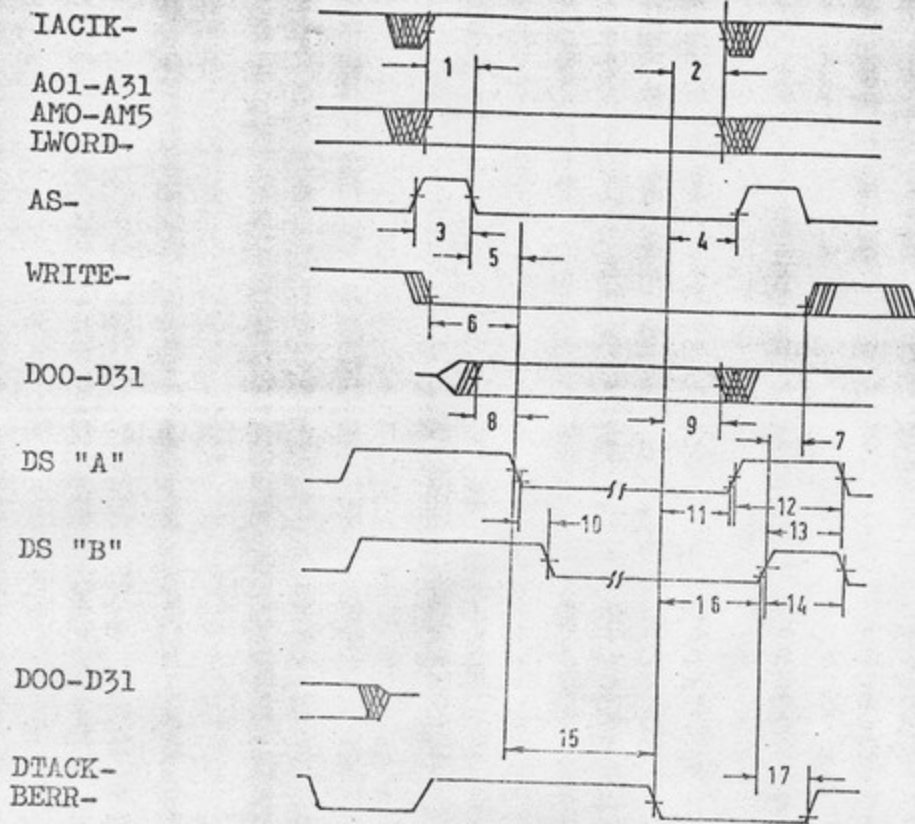 IACIK-
1
2
A01-A31
AM0-AM5
LWORD-
AS-
3
5
4
WRITE-
6
D00-D31
8
9
7
DS "A"
11
12
10
13
DS "B"
16
14
D00-D31
15
17
DTACK-
BERR-